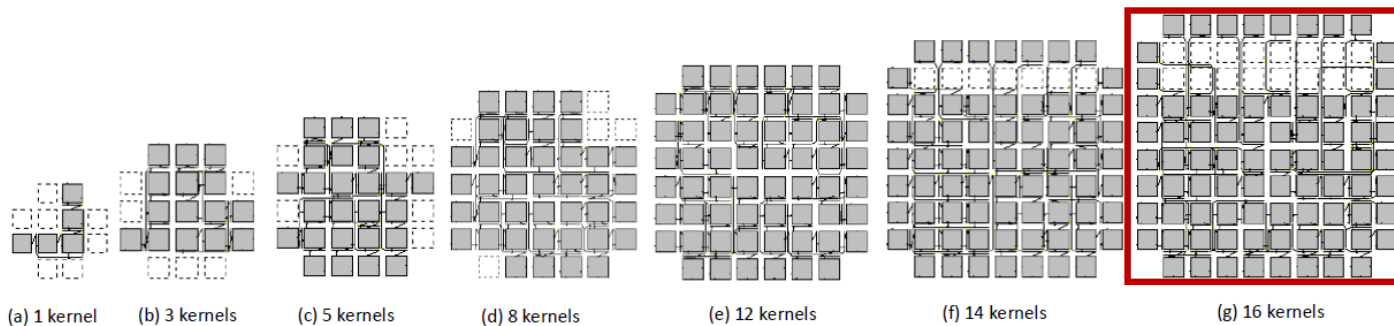 (a) 1 kernel
(b) 3 kernels
(c) 5 kernels
(d) 8 kernels
(e) 12 kernels
(f) 14 kernels
(g) 16 kernels